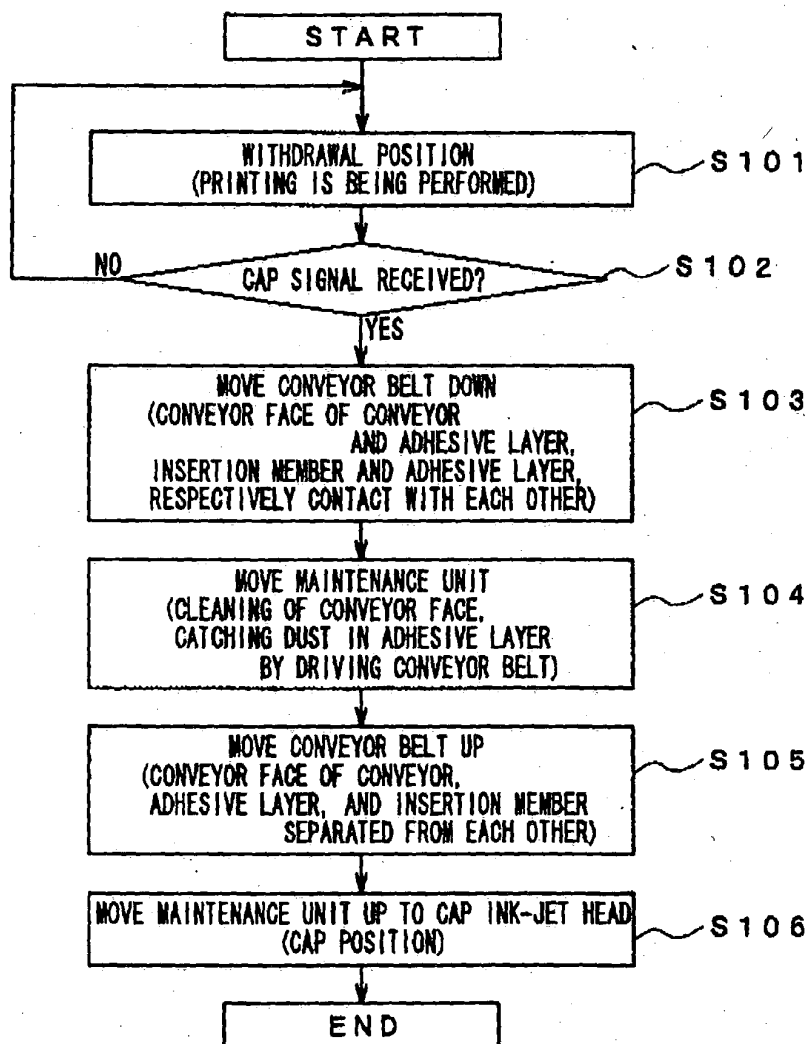 START
WITHDRAWAL POSITION
(PRINTING IS BEING PERFORMED)
S101
NO
CAP SIGNAL RECEIVED?
S102
YES
MOVE CONVEYOR BELT DOWN
(CONVEYOR FACE OF CONVEYOR
AND ADHESIVE LAYER,
INSERTION MEMBER AND ADHESIVE LAYER,
RESPECTIVELY CONTACT WITH EACH OTHER)
S103
MOVE MAINTENANCE UNIT
(CLEANING OF CONVEYOR FACE,
CATCHING DUST IN ADHESIVE LAYER
BY DRIVING CONVEYOR BELT)
S104
MOVE CONVEYOR BELT UP
(CONVEYOR FACE OF CONVEYOR,
ADHESIVE LAYER, AND INSERTION MEMBER
SEPARATED FROM EACH OTHER)
S105
MOVE MAINTENANCE UNIT UP TO CAP INK-JET HEAD
(CAP POSITION)
S106
END